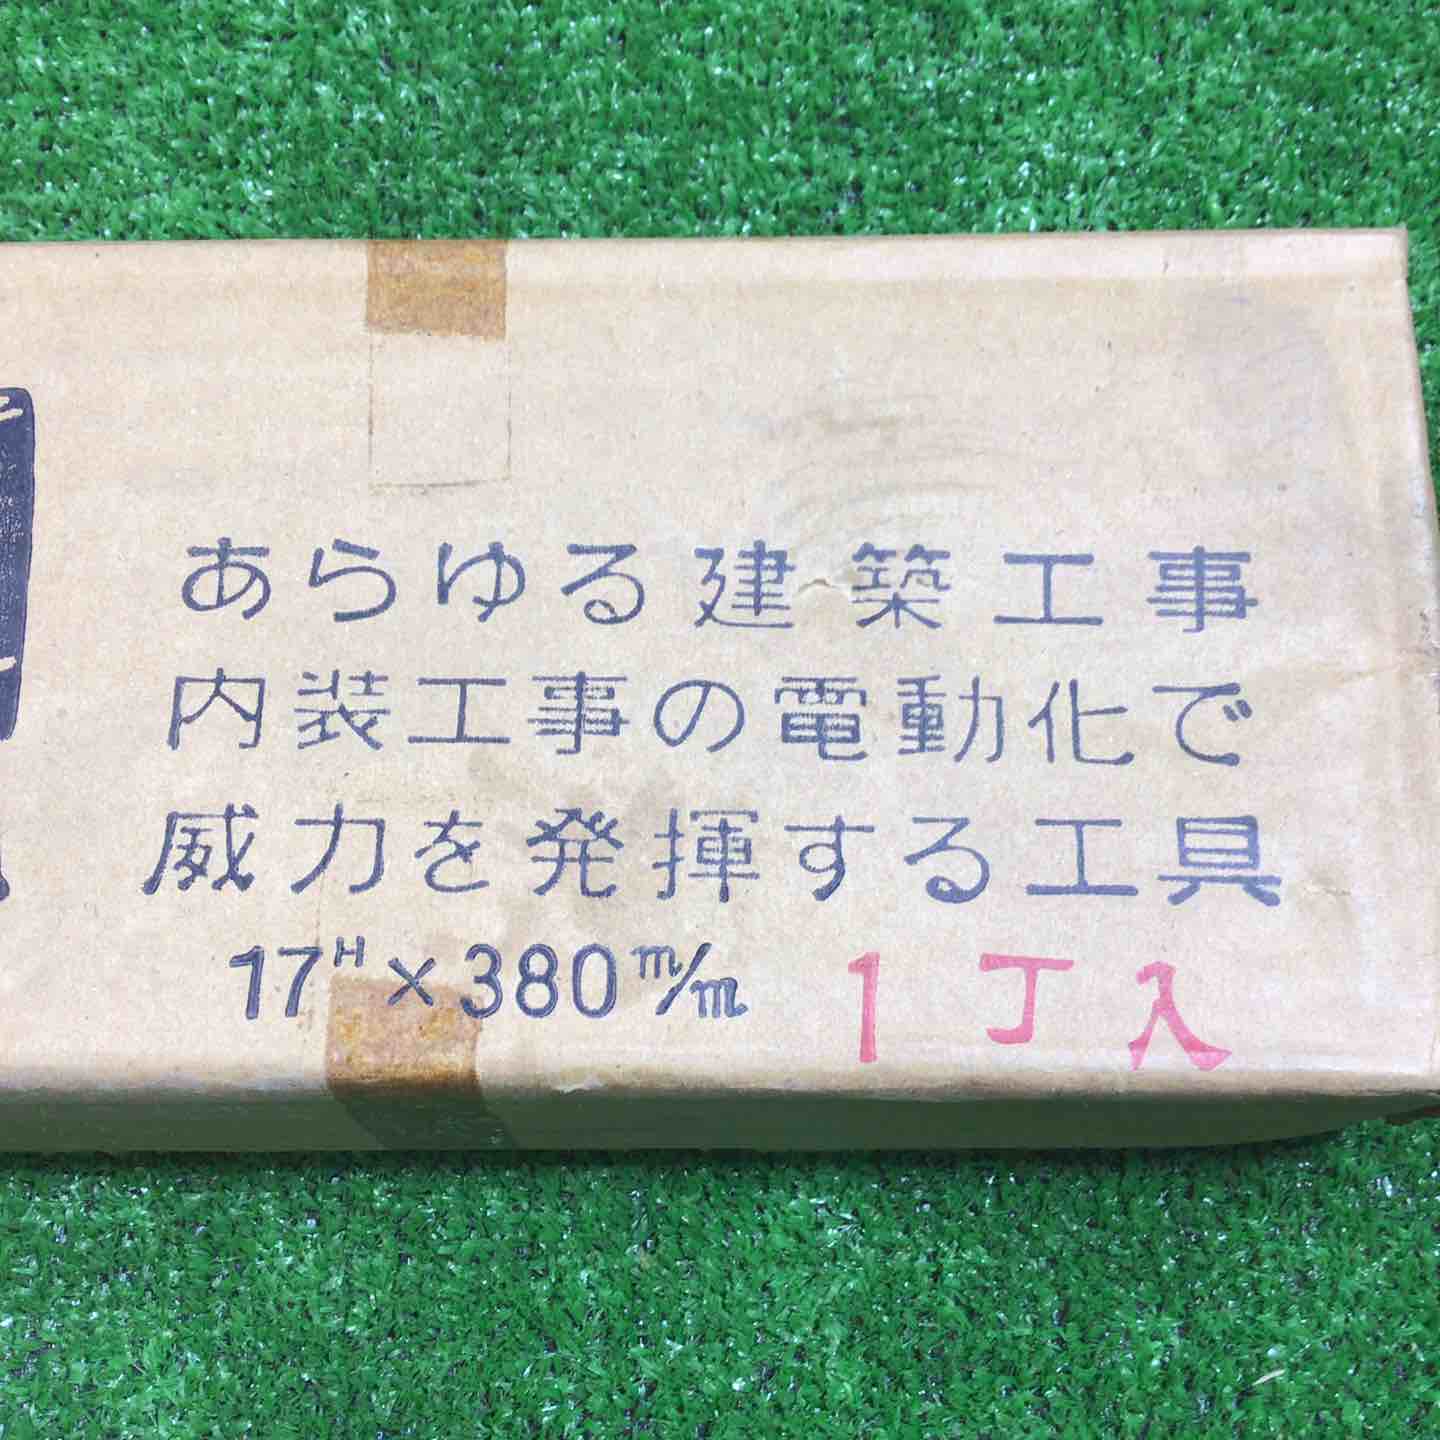 あらゆる建築工事
内装工事の電動化で
威力を発揮する工具
17H×380m/m 1丁入